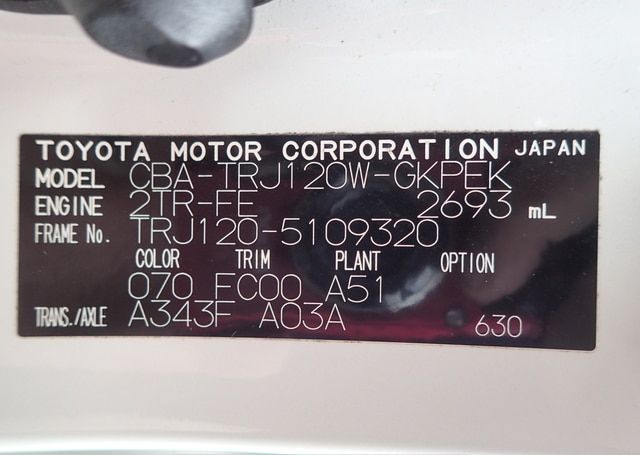 TOYOTA MOTOR CORPORATION JAPAN
MODEL CBA-TRJ120W-GKPEK
ENGINE 2TR-FE 2693 mL
FRAME No. TRJ120-5109320
COLOR TRIM PLANT OPTION
070 FC00 A51
TRANS./AXLE A343F A03A 630